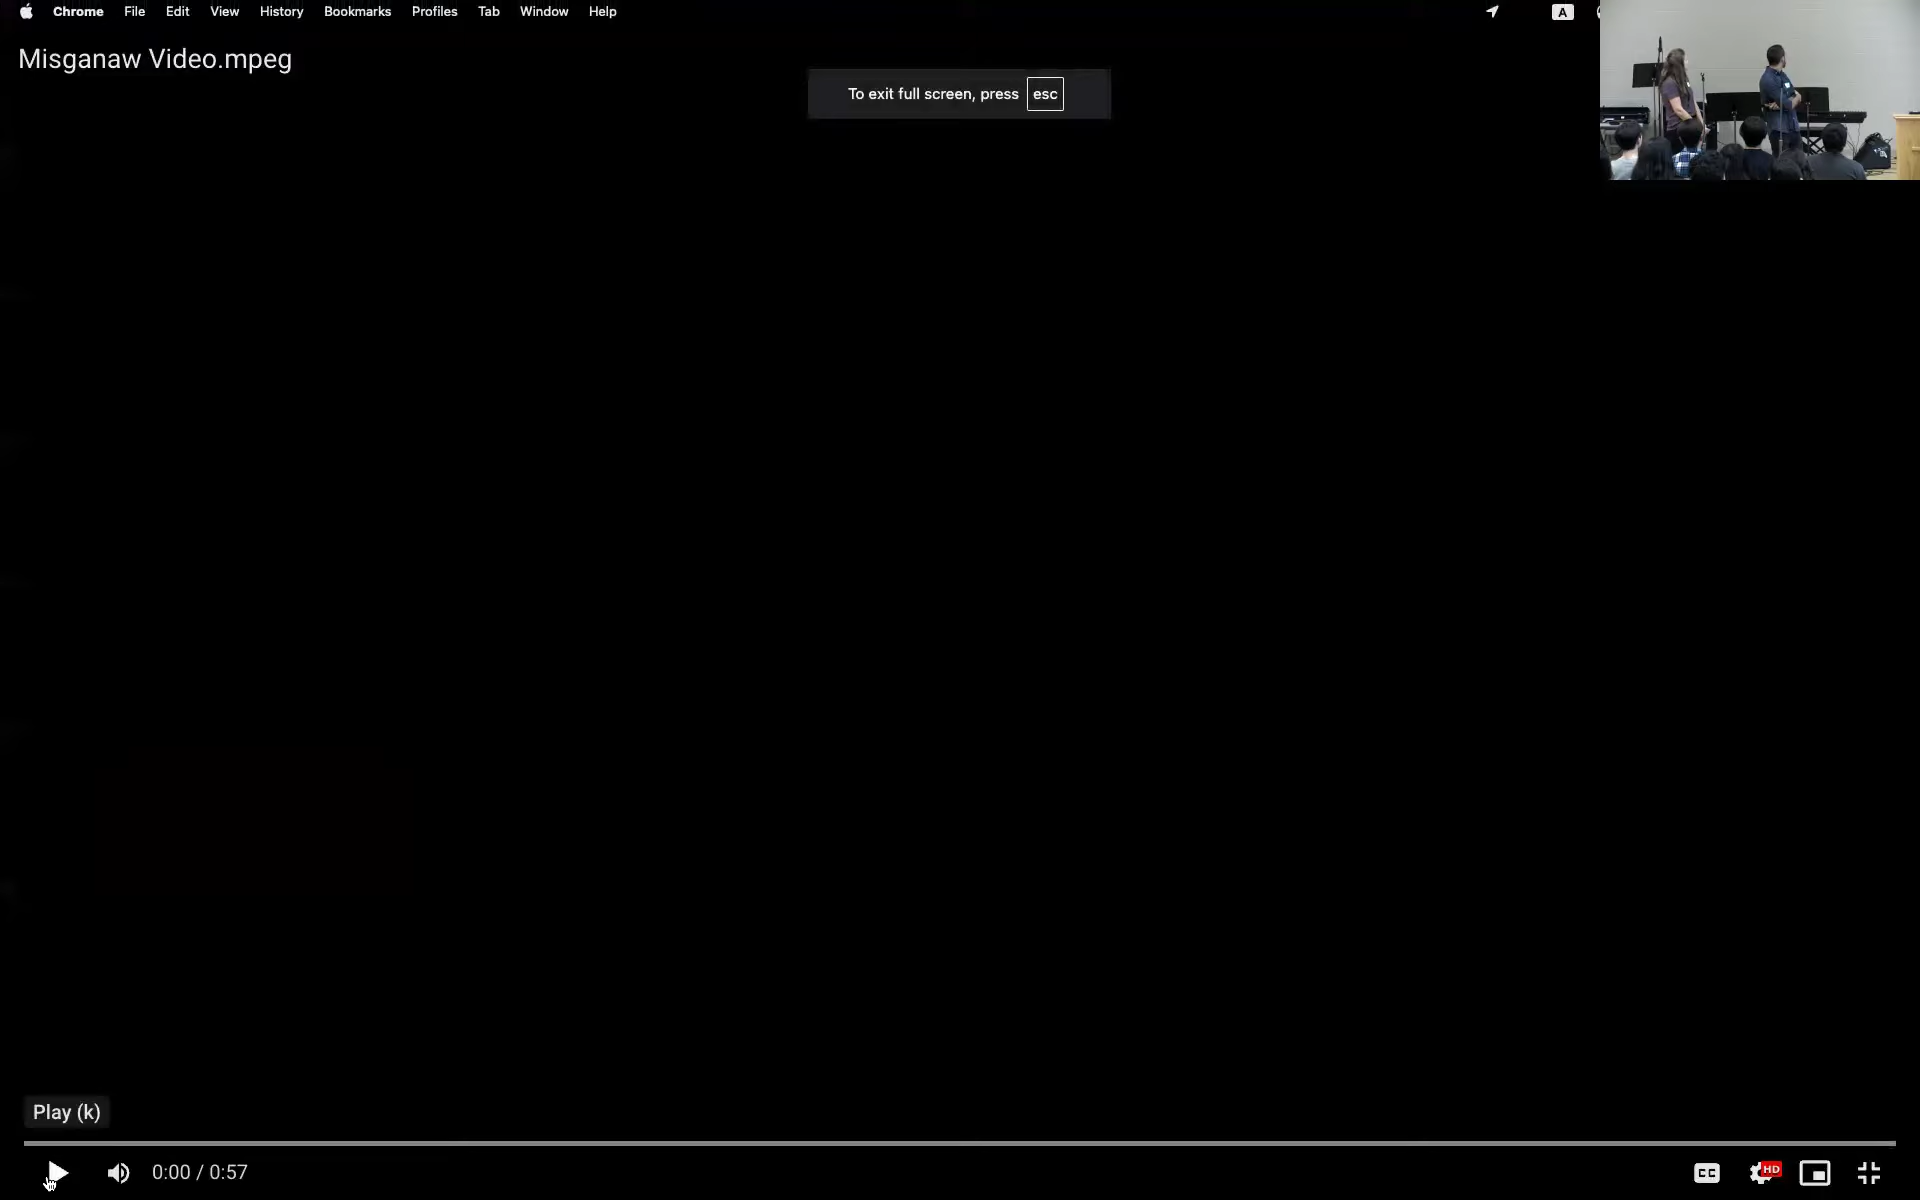 Chrome File Edit View History Bookmarks Profiles Tab Window Help
A
Misganaw Video.mpeg
To exit full screen, press esc
Play (k)
0:00 / 0:57
CC
HD